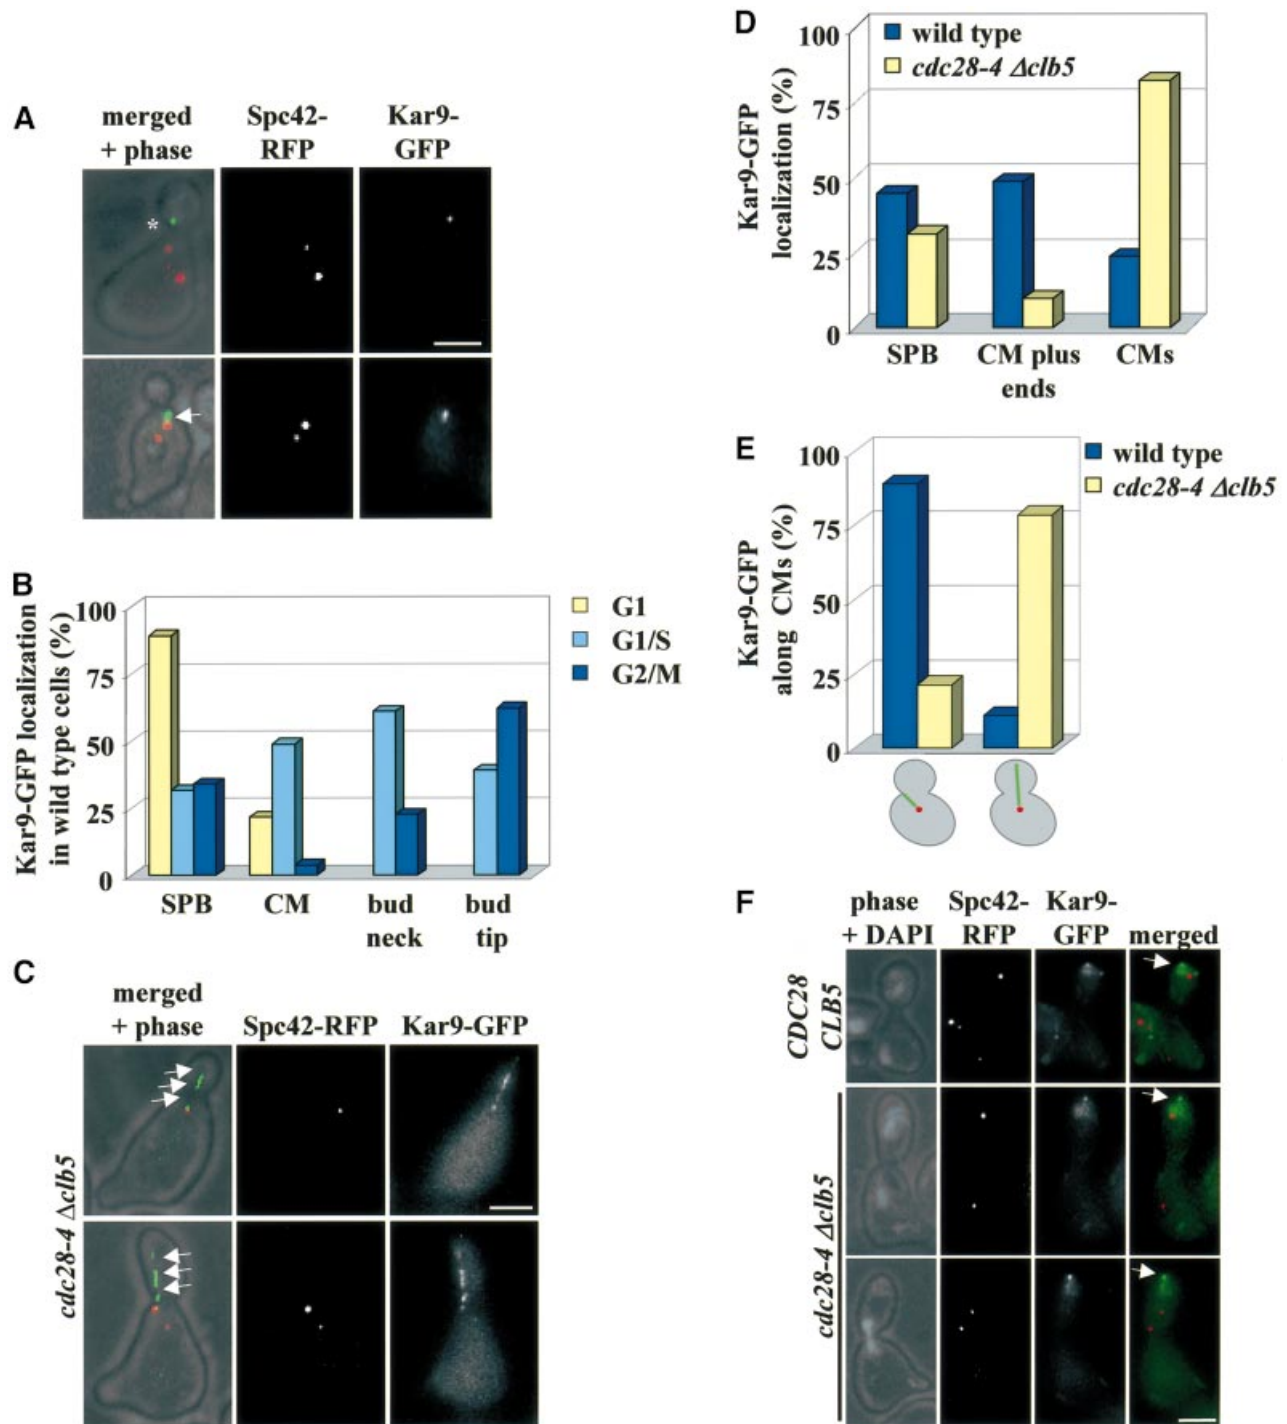 A
merged
+ phase
Spc42-
RFP
Kar9-
GFP
*
B
Kar9-GFP localization
in wild type cells (%)
100
75
50
25
0
SPB
CM
bud
neck
bud
tip
G1
G1/S
G2/M
C
merged
+ phase
Spc42-RFP
Kar9-GFP
cdc28-4 Δclb5
D
Kar9-GFP
localization (%)
100
75
50
25
0
wild type
cdc28-4 Δclb5
SPB
CM plus
ends
CMs
E
Kar9-GFP
along CMs (%)
100
75
50
25
0
wild type
cdc28-4 Δclb5
F
phase
+ DAPI
Spc42-
RFP
Kar9-
GFP
merged
CDC28
CLB5
cdc28-4 Δclb5